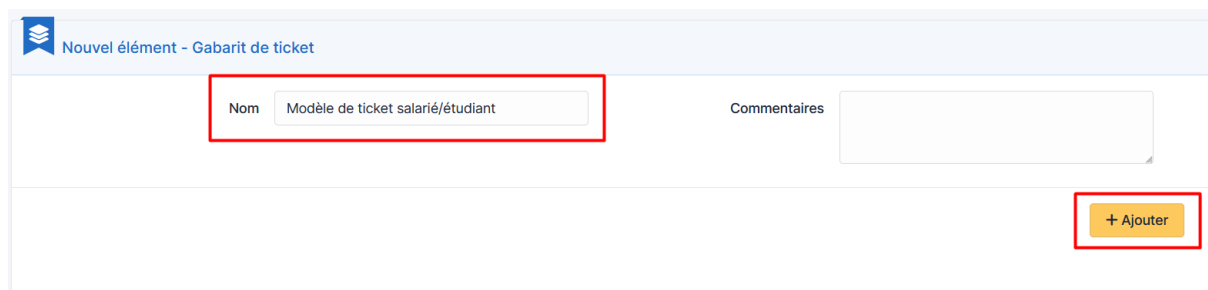 Nouvel élément - Gabarit de ticket
Nom Modèle de ticket salarié/étudiant Commentaires
+ Ajouter